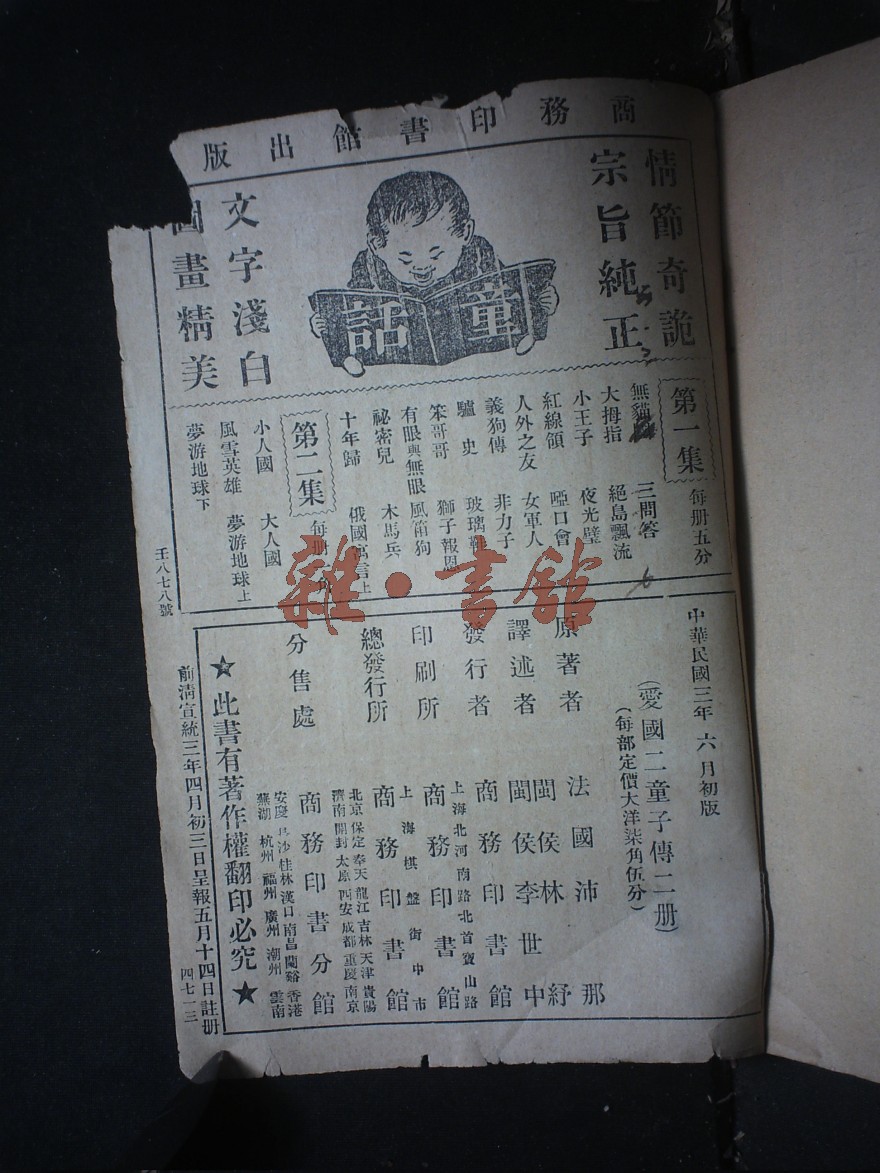 商務印書館出版
情節奇詭
宗旨純正
童話
文字淺白
圖畫精美
第一集 每册五分
無貓 三問答
大拇指 絕島飄流
小王子 夜光璧
紅線領 啞口會
人外之友 女軍人
義狗傳 非力子
驢史 玻璃鞋
笨哥哥 獅子報恩
有眼與無眼 風箱狗
祕密兒 木馬兵
十年歸 俄國寓言上
第二集 每册
小人國 大人國
風雪英雄 夢游地球上
夢游地球下
壬八七八號
中華民國三年六月初版
(愛國二童子傳二册)
(每部定價大洋柒角伍分)
原著者 法國沛那
譯述者 閩侯林紓
閩侯李世中
發行者 商務印書館
上海北河南路北首寶山路
印刷所 商務印書館
上海棋盤街中市
總發行所 商務印書館
北京保定奉天龍江吉林天津貴陽
濟南開封太原西安成都重慶南京
分售處 商務印書分館
安慶長沙桂林漢口南昌蘭谿香港
蕪湖杭州福州廣州潮州雲南
★此書有著作權翻印必究★
前清宣統三年四月初三日呈報五月十四日註册
四七一三
雜·書館